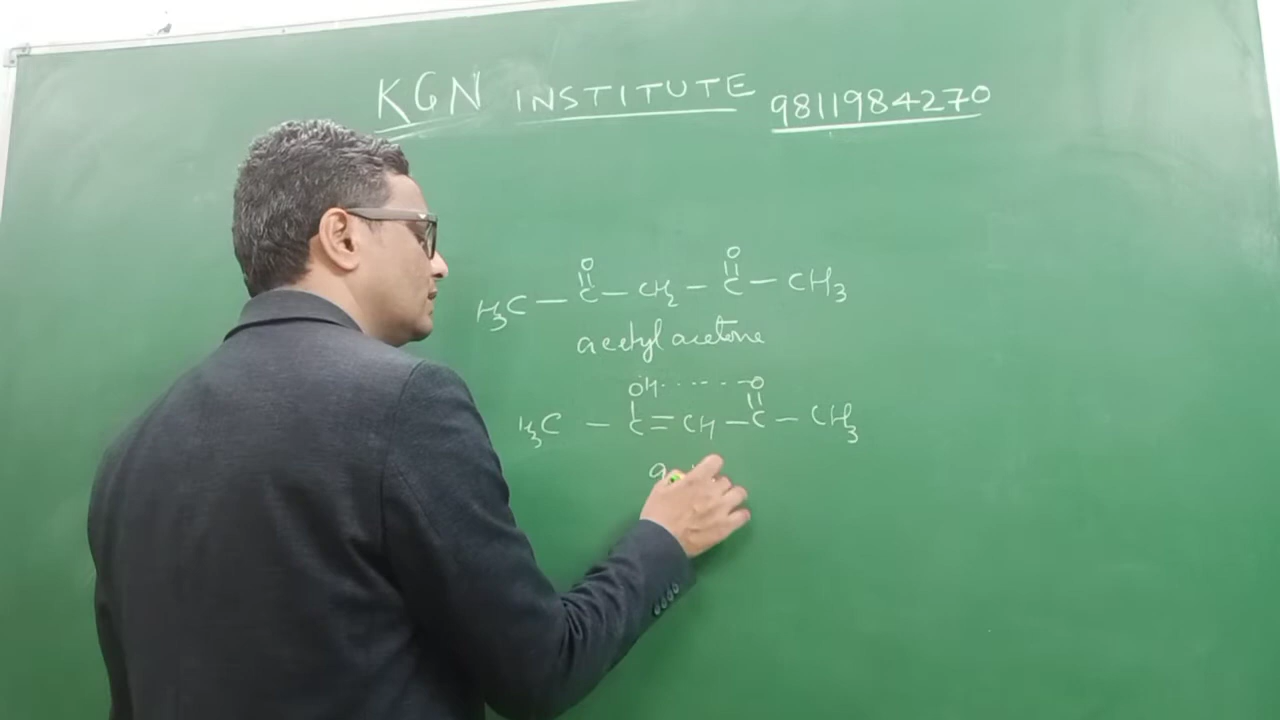 KGN INSTITUTE 9811984270
O O
H3C — C — CH2 — C — CH3
acetyl acetone
OH ------ O
H3C — C = CH — C — CH3